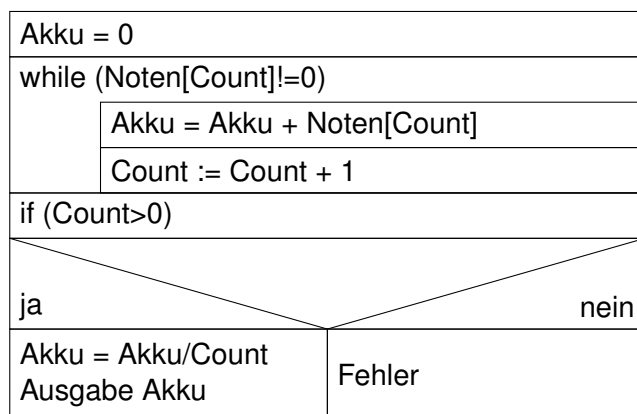 Akku = 0
while (Noten[Count]!=0)
Akku = Akku + Noten[Count]
Count := Count + 1
if (Count>0)
ja
nein
Akku = Akku/Count
Ausgabe Akku
Fehler